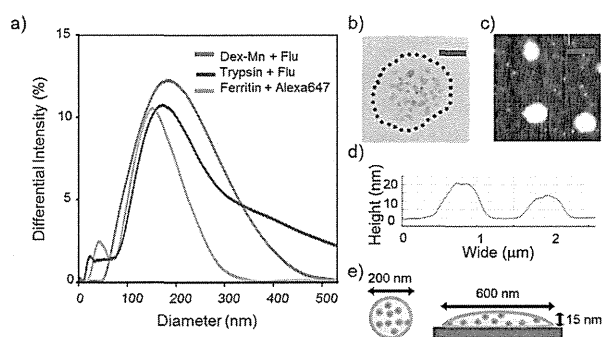 a)
15
10
5
0
Differential Intensity (%)
Dex-Mn + Flu
Trypsin + Flu
Ferritin + Alexa647
0 100 200 300 400 500
Diameter (nm)
b)
c)
d)
Height (nm)
20
10
0
0 1 2
Wide (μm)
e)
200 nm
600 nm
15 nm